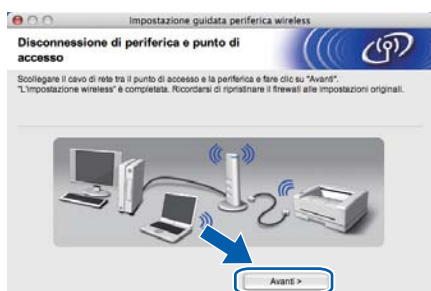 Impostazione guidata periferica wireless
Disconnessione di periferica e punto di
accesso
Scollegare il cavo di rete tra il punto di accesso e la periferica e fare clic su "Avanti".
"L'impostazione wireless" è completata. Ricordarsi di ripristinare il firewall alle impostazioni originali.
Avanti >